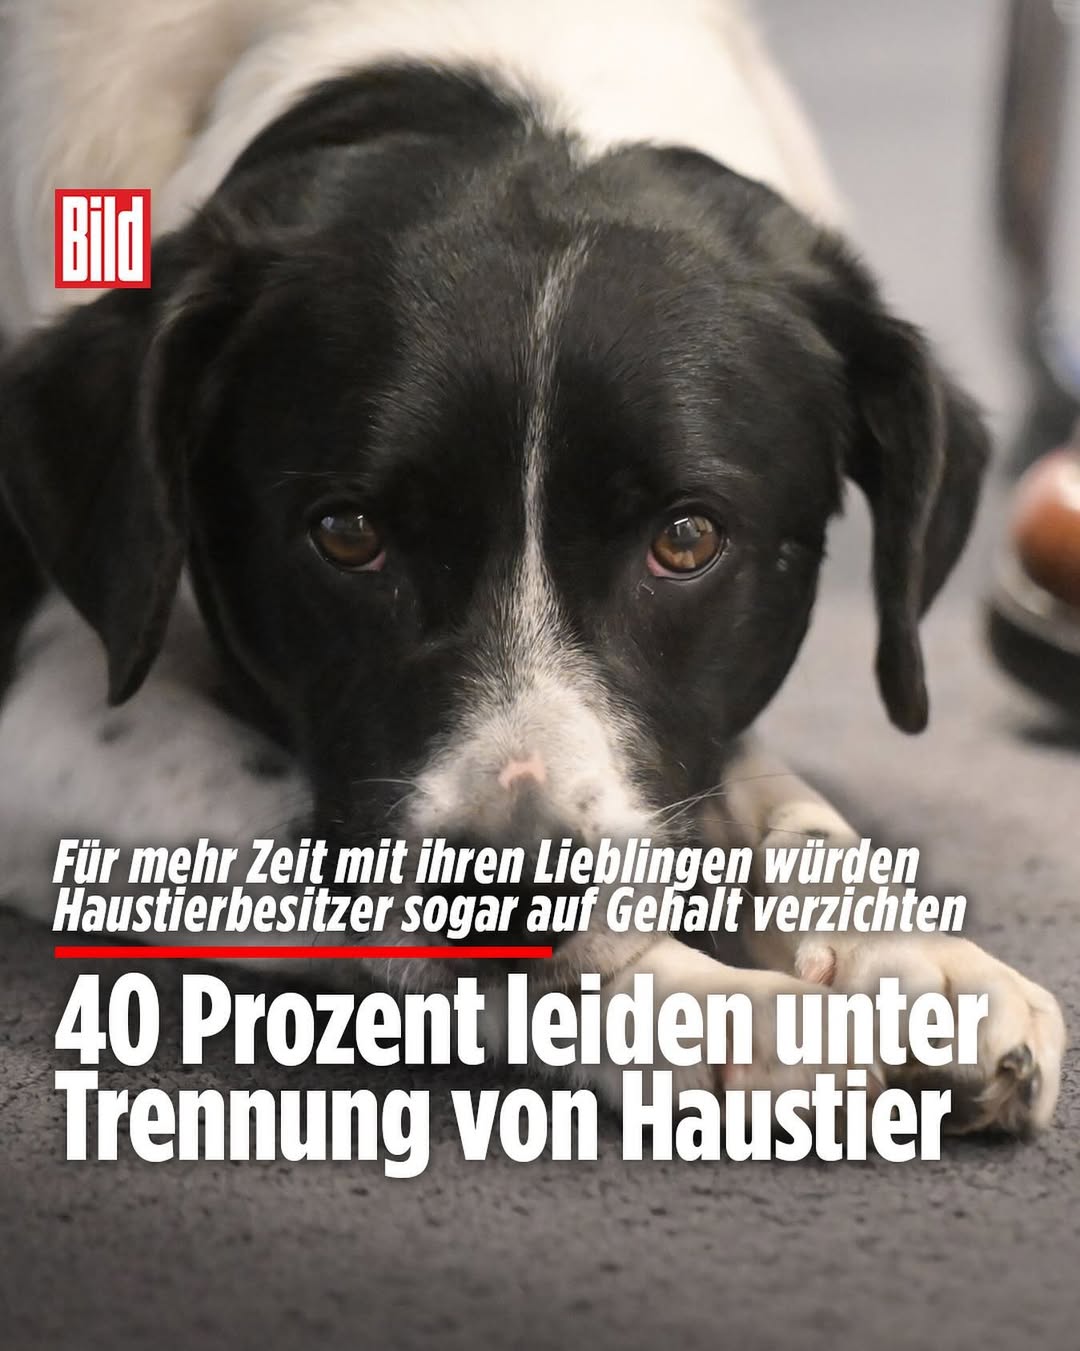 Bild
Für mehr Zeit mit ihren Lieblingen würden
Haustierbesitzer sogar auf Gehalt verzichten
40 Prozent leiden unter
Trennung von Haustier